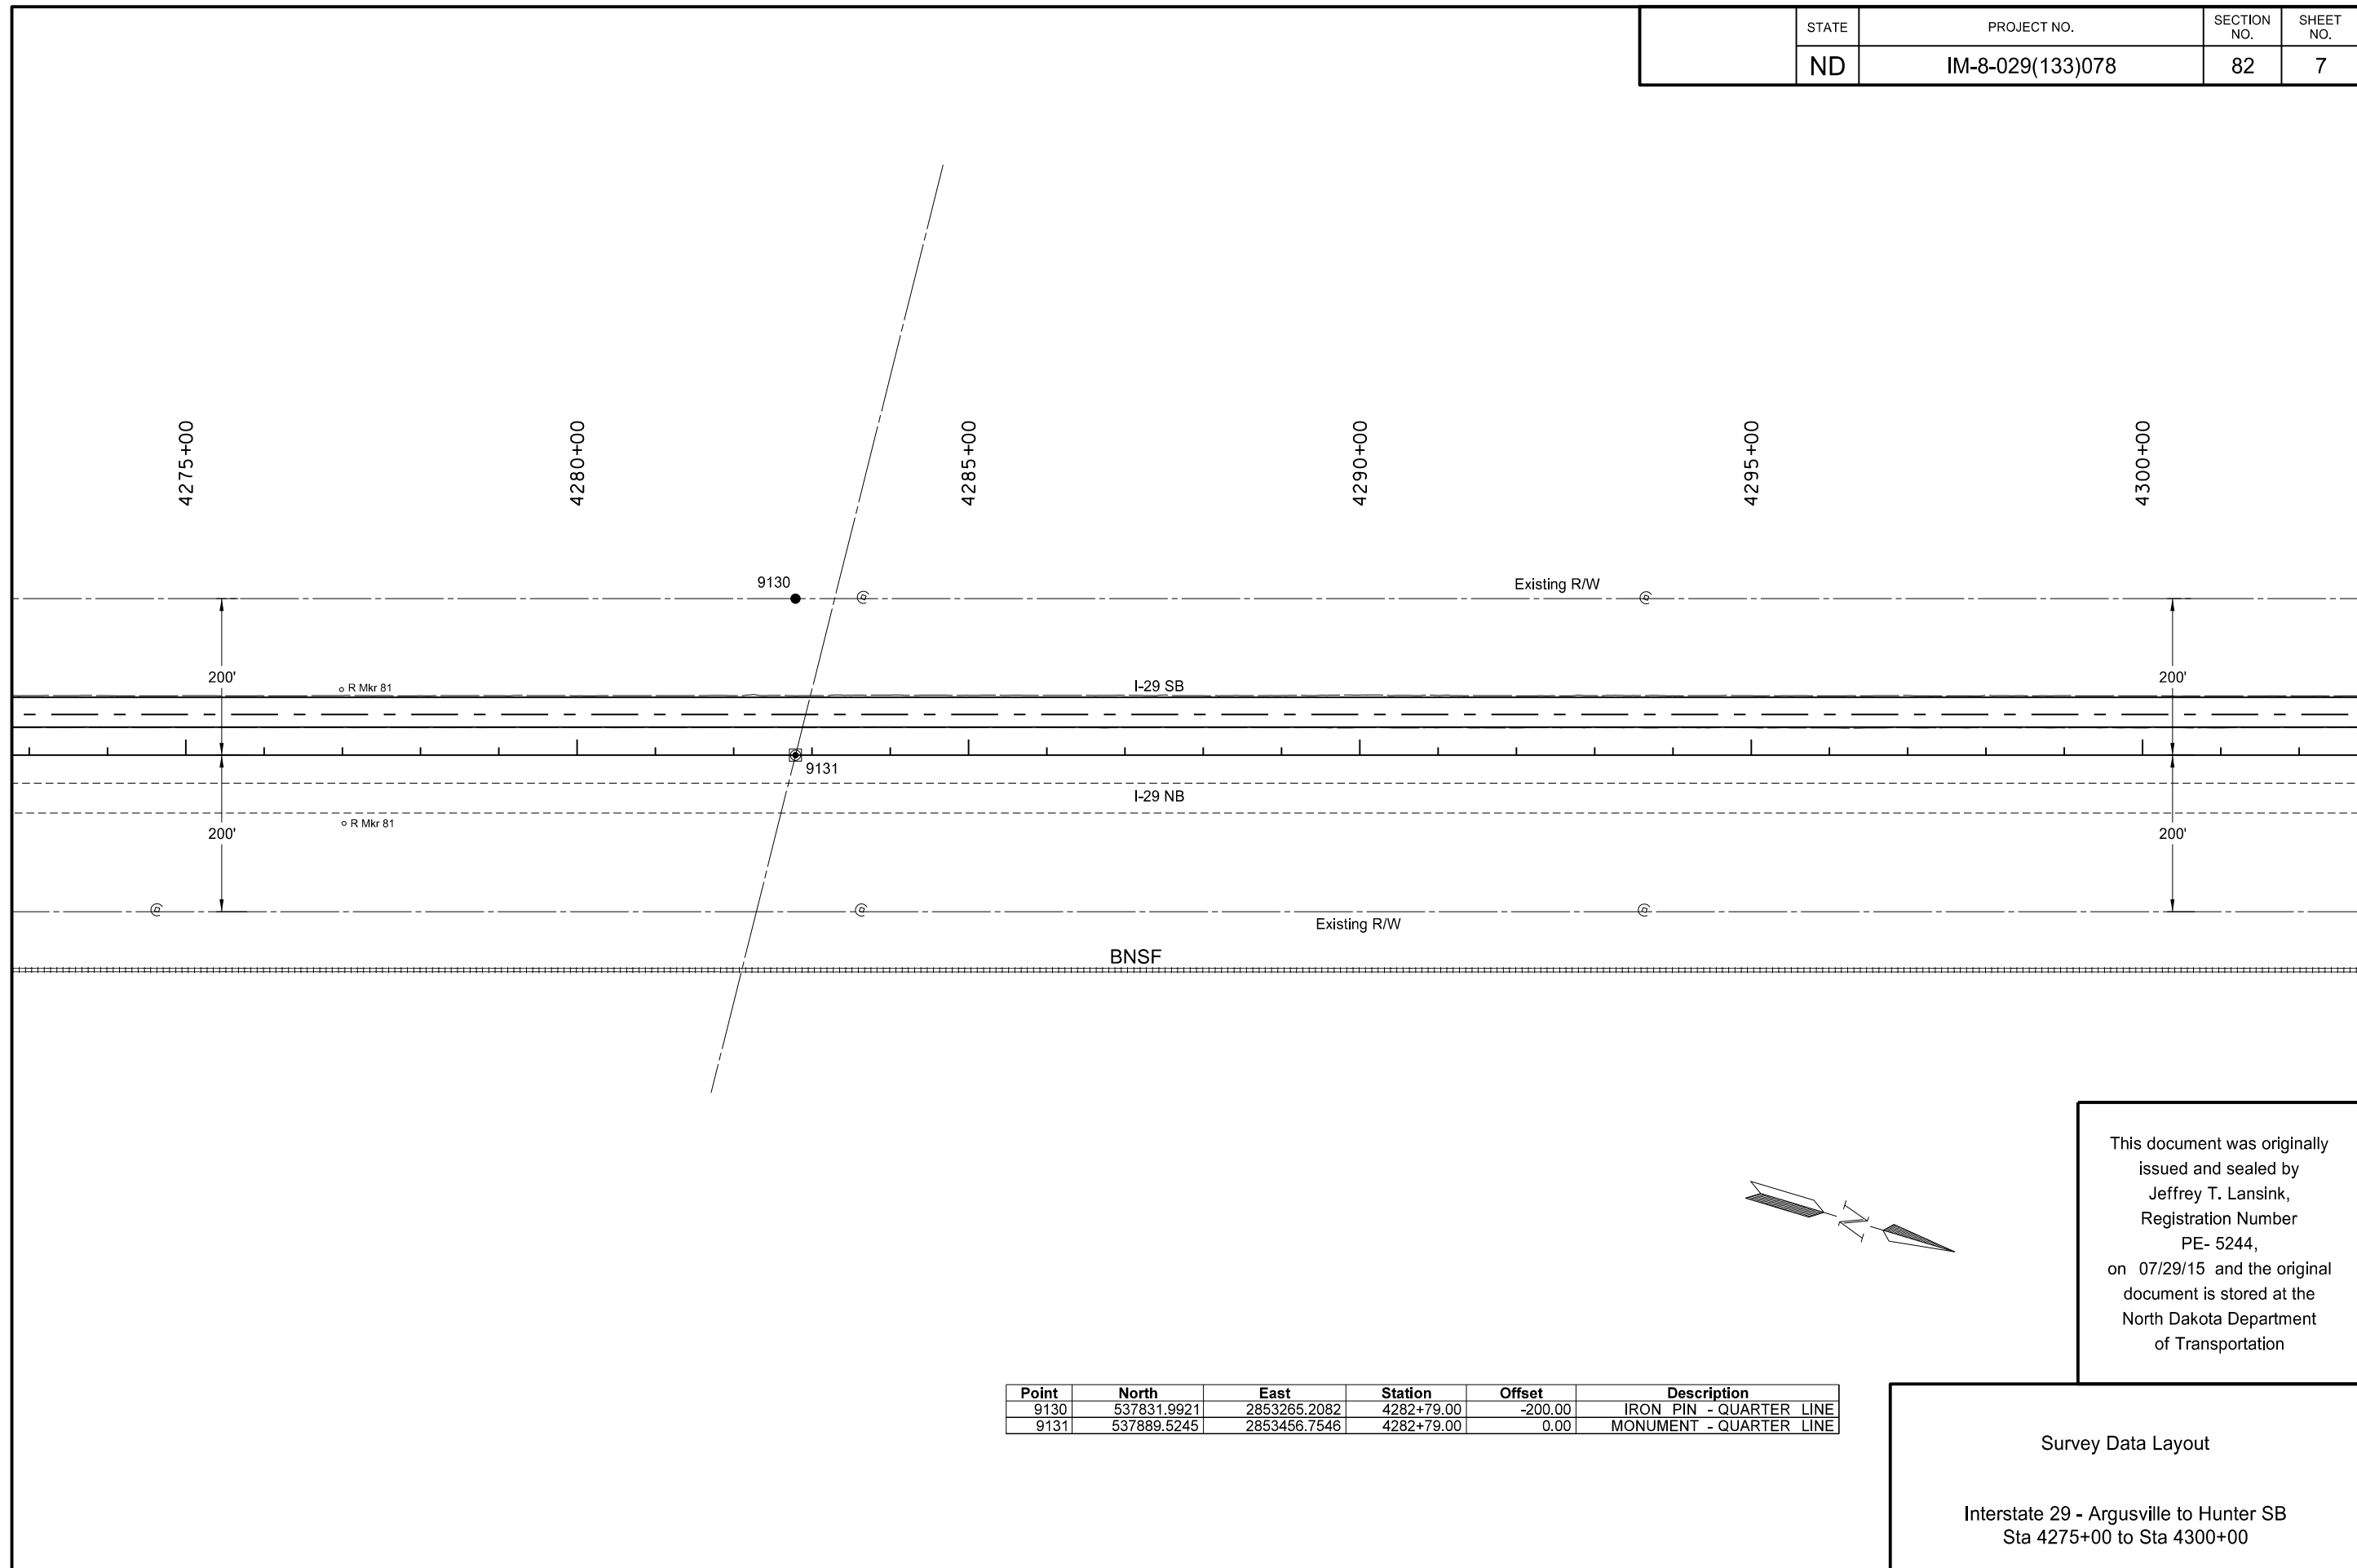 STATE PROJECT NO. SECTION NO. SHEET NO.
ND IM-8-029(133)078 82 7
4275+00 4280+00 4285+00 4290+00 4295+00 4300+00
9130 Existing R/W
200' 200'
R Mkr 81 I-29 SB
9131
I-29 NB
R Mkr 81
200' 200'
Existing R/W
BNSF
This document was originally
issued and sealed by
Jeffrey T. Lansink,
Registration Number
PE- 5244,
on 07/29/15 and the original
document is stored at the
North Dakota Department
of Transportation
N
Point North East Station Offset Description
9130 537831.9921 2853265.2082 4282+79.00 -200.00 IRON PIN - QUARTER LINE
9131 537889.5245 2853456.7546 4282+79.00 0.00 MONUMENT - QUARTER LINE
Survey Data Layout
Interstate 29 - Argusville to Hunter SB
Sta 4275+00 to Sta 4300+00